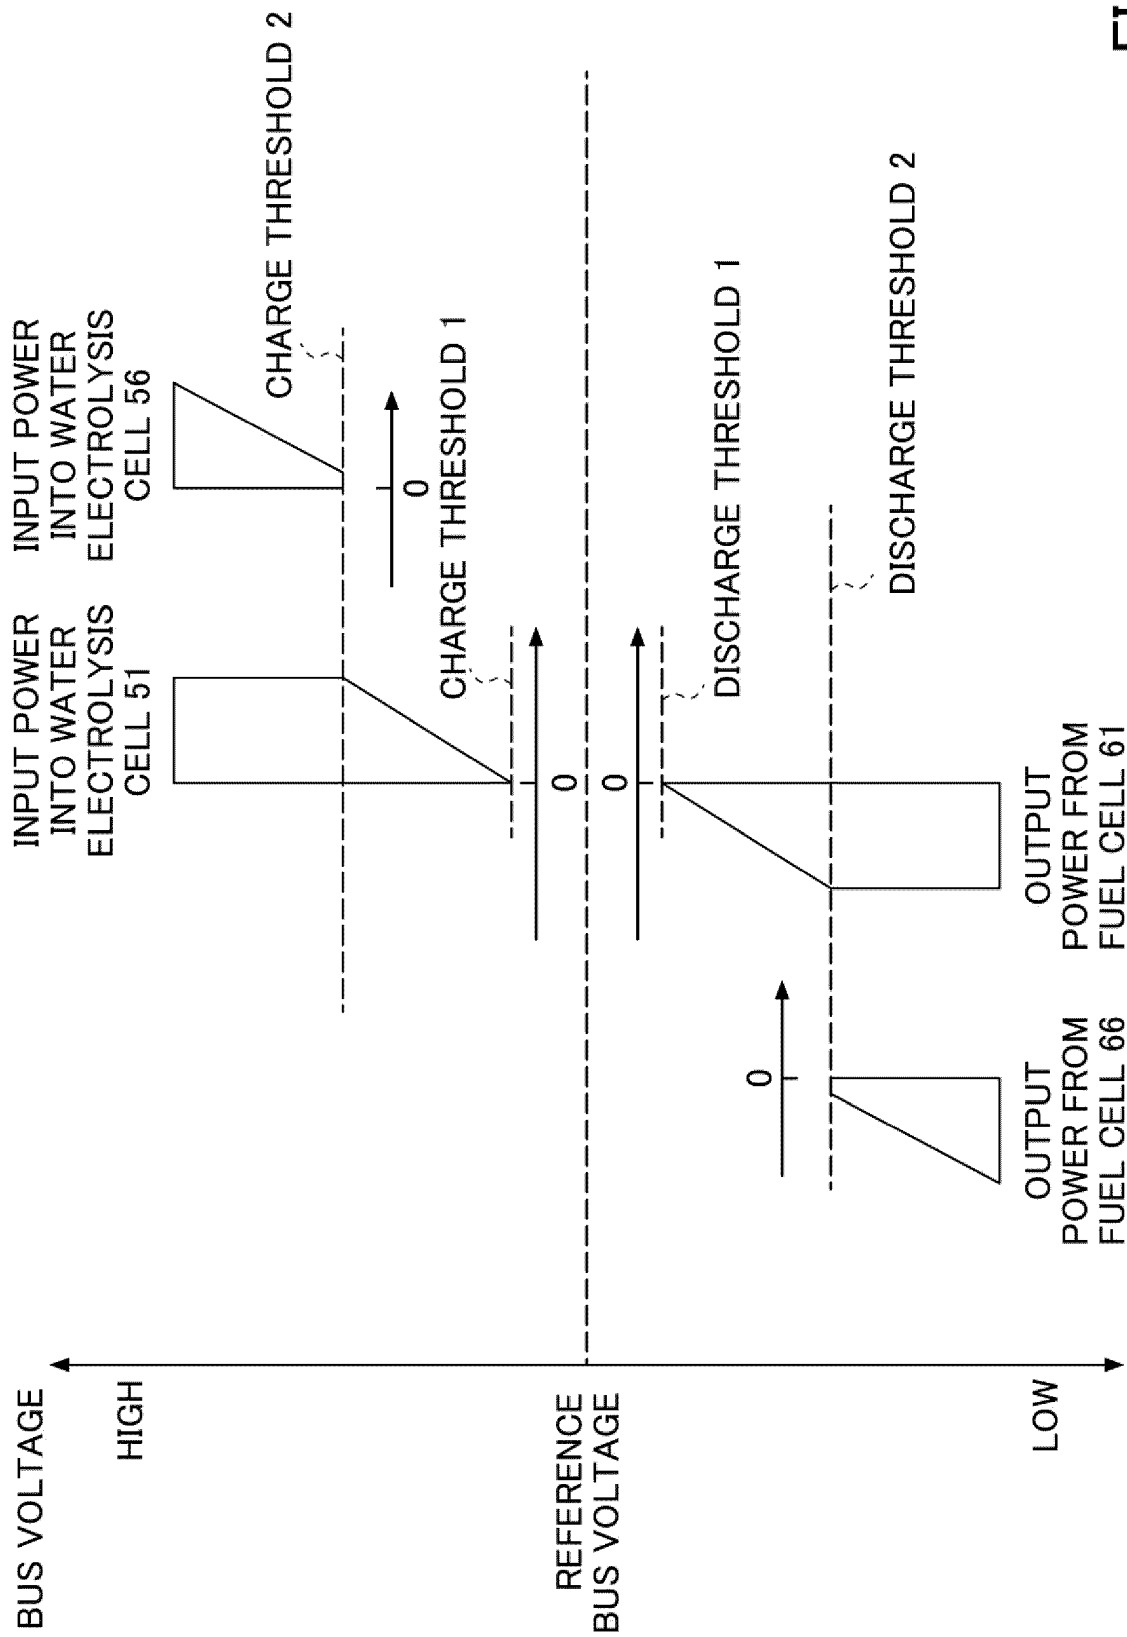 BUS VOLTAGE
HIGH
REFERENCE
BUS VOLTAGE
LOW
INPUT POWER
INTO WATER
ELECTROLYSIS
CELL 51
INPUT POWER
INTO WATER
ELECTROLYSIS
CELL 56
CHARGE THRESHOLD 2
0
CHARGE THRESHOLD 1
0
0
DISCHARGE THRESHOLD 1
0
DISCHARGE THRESHOLD 2
OUTPUT
POWER FROM
FUEL CELL 66
OUTPUT
POWER FROM
FUEL CELL 61